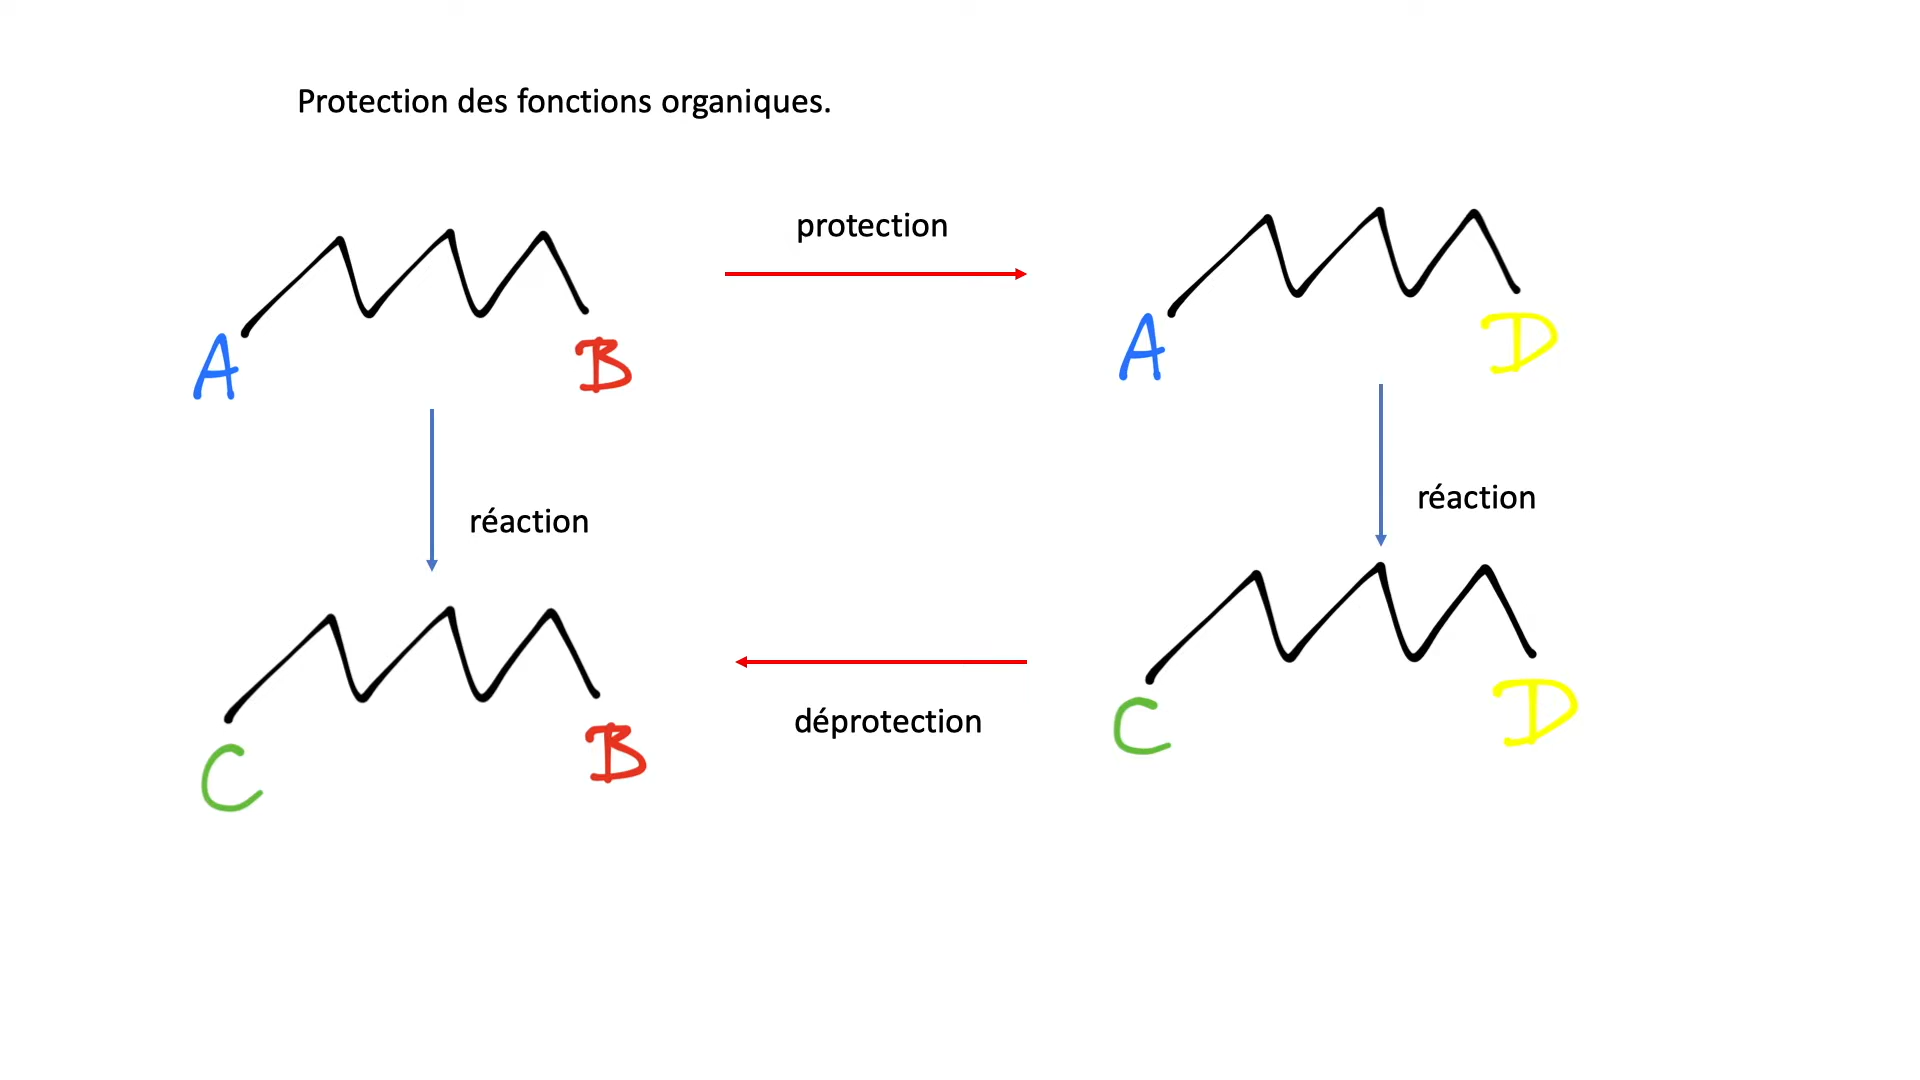 Protection des fonctions organiques.
protection
A
B
A
D
réaction
réaction
C
B
déprotection
C
D